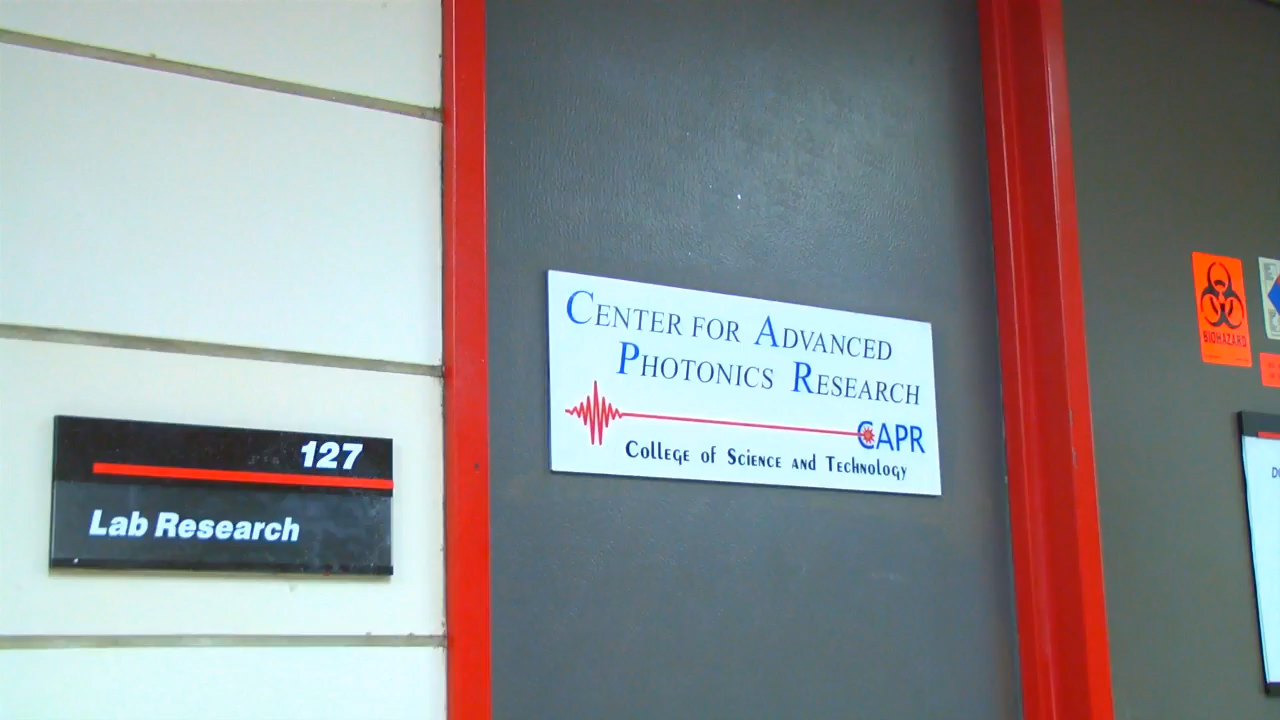 127
Lab Research
CENTER FOR ADVANCED
PHOTONICS RESEARCH
CAPR
College of Science and Technology
BIOHAZARD